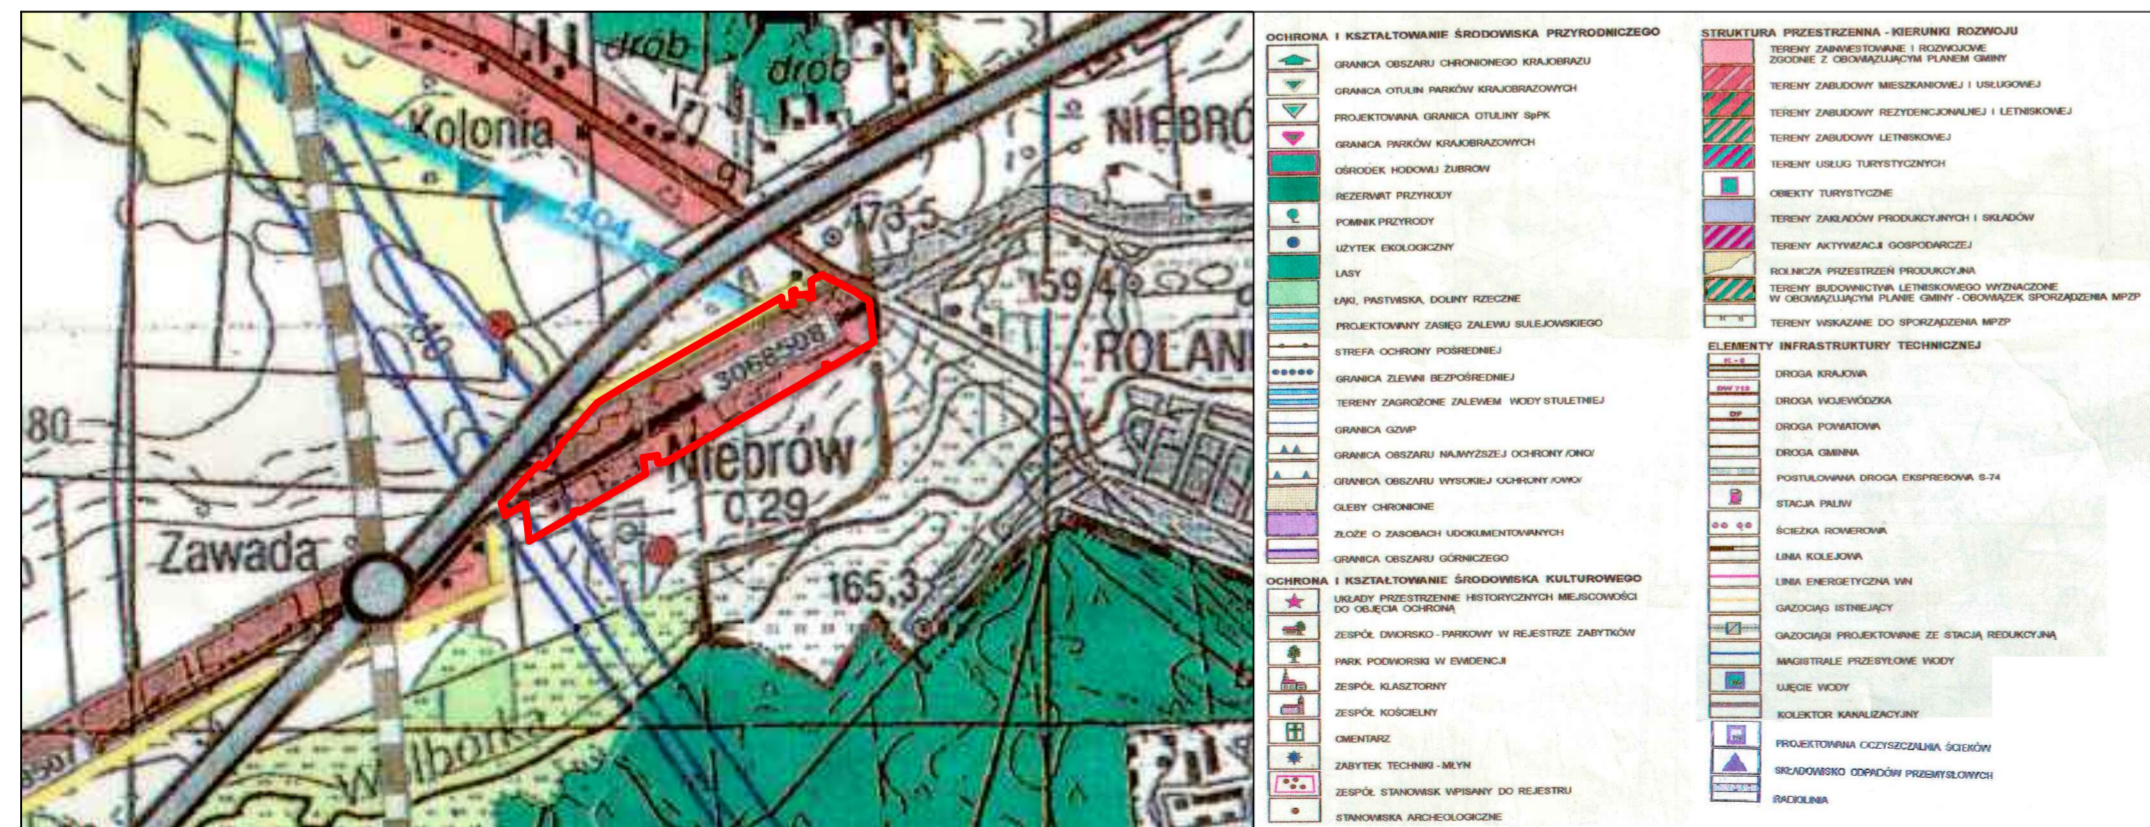 drób
drób
Kolonia
NIEBRÓ
9
404
173,5
159,4
ROLAN
3068508
80
Niebrów
0,29
Zawada
165,3
Wolbórka
OCHRONA I KSZTAŁTOWANIE ŚRODOWISKA PRZYRODNICZEGO
GRANICA OBSZARU CHRONIONEGO KRAJOBRAZU
GRANICA OTULIN PARKÓW KRAJOBRAZOWYCH
PROJEKTOWANA GRANICA OTULINY SpPK
GRANICA PARKÓW KRAJOBRAZOWYCH
OŚRODEK HODOWLI ŻUBRÓW
REZERWAT PRZYRODY
POMNIK PRZYRODY
UŻYTEK EKOLOGICZNY
LASY
ŁĄKI, PASTWISKA, DOLINY RZECZNE
PROJEKTOWANY ZASIĘG ZALEWU SULEJOWSKIEGO
STREFA OCHRONY POŚREDNIEJ
GRANICA ZLEWNI BEZPOŚREDNIEJ
TERENY ZAGROŻONE ZALEWEM WODY STULETNIEJ
GRANICA GZWP
GRANICA OBSZARU NAJWYŻSZEJ OCHRONY /ONO/
GRANICA OBSZARU WYSOKIEJ OCHRONY /OWO/
GLEBY CHRONIONE
ZŁOŻE O ZASOBACH UDOKUMENTOWANYCH
GRANICA OBSZARU GÓRNICZEGO
OCHRONA I KSZTAŁTOWANIE ŚRODOWISKA KULTUROWEGO
UKŁADY PRZESTRZENNE HISTORYCZNYCH MIEJSCOWOŚCI
DO OBJĘCIA OCHRONĄ
ZESPÓŁ DWORSKO - PARKOWY W REJESTRZE ZABYTKÓW
PARK PODWORSKI W EWIDENCJI
ZESPÓŁ KLASZTORNY
ZESPÓŁ KOŚCIELNY
CMENTARZ
ZABYTEK TECHNIKI - MŁYN
ZESPÓŁ STANOWISK WPISANY DO REJESTRU
STANOWISKA ARCHEOLOGICZNE
STRUKTURA PRZESTRZENNA - KIERUNKI ROZWOJU
TERENY ZAINWESTOWANE I ROZWOJOWE
ZGODNIE Z OBOWIĄZUJĄCYM PLANEM GMINY
TERENY ZABUDOWY MIESZKANIOWEJ I USŁUGOWEJ
TERENY ZABUDOWY REZYDENCJONALNEJ I LETNISKOWEJ
TERENY ZABUDOWY LETNISKOWEJ
TERENY USŁUG TURYSTYCZNYCH
OBIEKTY TURYSTYCZNE
TERENY ZAKŁADÓW PRODUKCYJNYCH I SKŁADÓW
TERENY AKTYWIZACJI GOSPODARCZEJ
ROLNICZA PRZESTRZEŃ PRODUKCYJNA
TERENY BUDOWNICTWA LETNISKOWEGO WYZNACZONE
W OBOWIĄZUJĄCYM PLANIE GMINY - OBOWIĄZEK SPORZĄDZENIA MPZP
TERENY WSKAZANE DO SPORZĄDZENIA MPZP
ELEMENTY INFRASTRUKTURY TECHNICZNEJ
K - 8
DROGA KRAJOWA
DW 713
DROGA WOJEWÓDZKA
DP
DROGA POWIATOWA
DROGA GMINNA
POSTULOWANA DROGA EKSPRESOWA S-74
STACJA PALIW
ŚCIEŻKA ROWEROWA
LINIA KOLEJOWA
LINIA ENERGETYCZNA WN
GAZOCIĄG ISTNIEJĄCY
GAZOCIĄGI PROJEKTOWANE ZE STACJĄ REDUKCYJNĄ
MAGISTRALE PRZESYŁOWE WODY
UJĘCIE WODY
KOLEKTOR KANALIZACYJNY
PROJEKTOWANA OCZYSZCZALNIA ŚCIEKÓW
SKŁADOWISKO ODPADÓW PRZEMYSŁOWYCH
RADIOLINIA